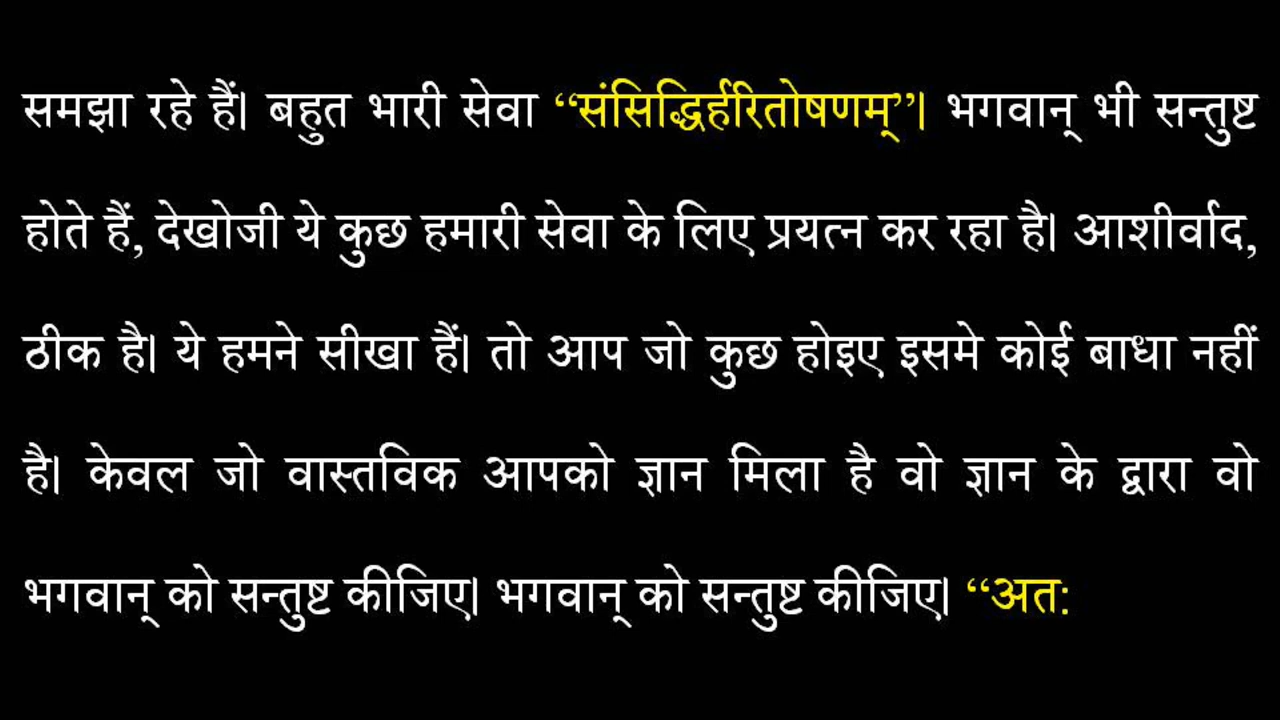 समझा रहे हैं। बहुत भारी सेवा “संसिद्धिर्हरितोषणम्”। भगवान् भी सन्तुष्ट
होते हैं, देखोजी ये कुछ हमारी सेवा के लिए प्रयत्न कर रहा है। आशीर्वाद,
ठीक है। ये हमने सीखा हैं। तो आप जो कुछ होइए इसमे कोई बाधा नहीं
है। केवल जो वास्तविक आपको ज्ञान मिला है वो ज्ञान के द्वारा वो
भगवान् को सन्तुष्ट कीजिए। भगवान् को सन्तुष्ट कीजिए। “अत: